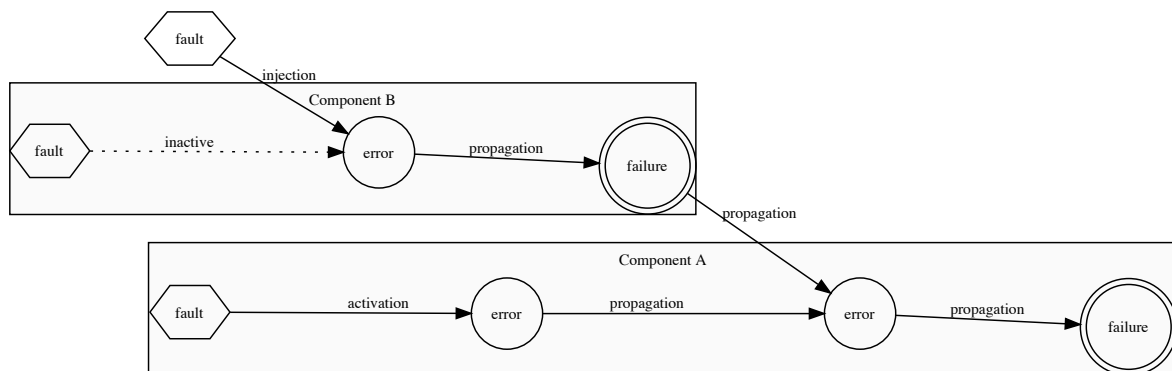 fault
injection
Component B
fault
inactive
error
propagation
failure
propagation
Component A
fault
activation
error
propagation
error
propagation
failure